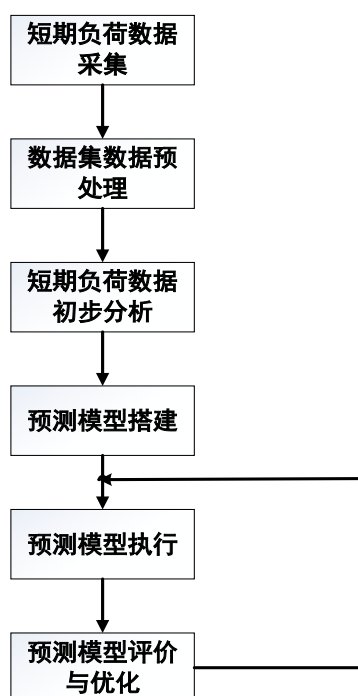 短期负荷数据
采集
数据集数据预
处理
短期负荷数据
初步分析
预测模型搭建
预测模型执行
预测模型评价
与优化